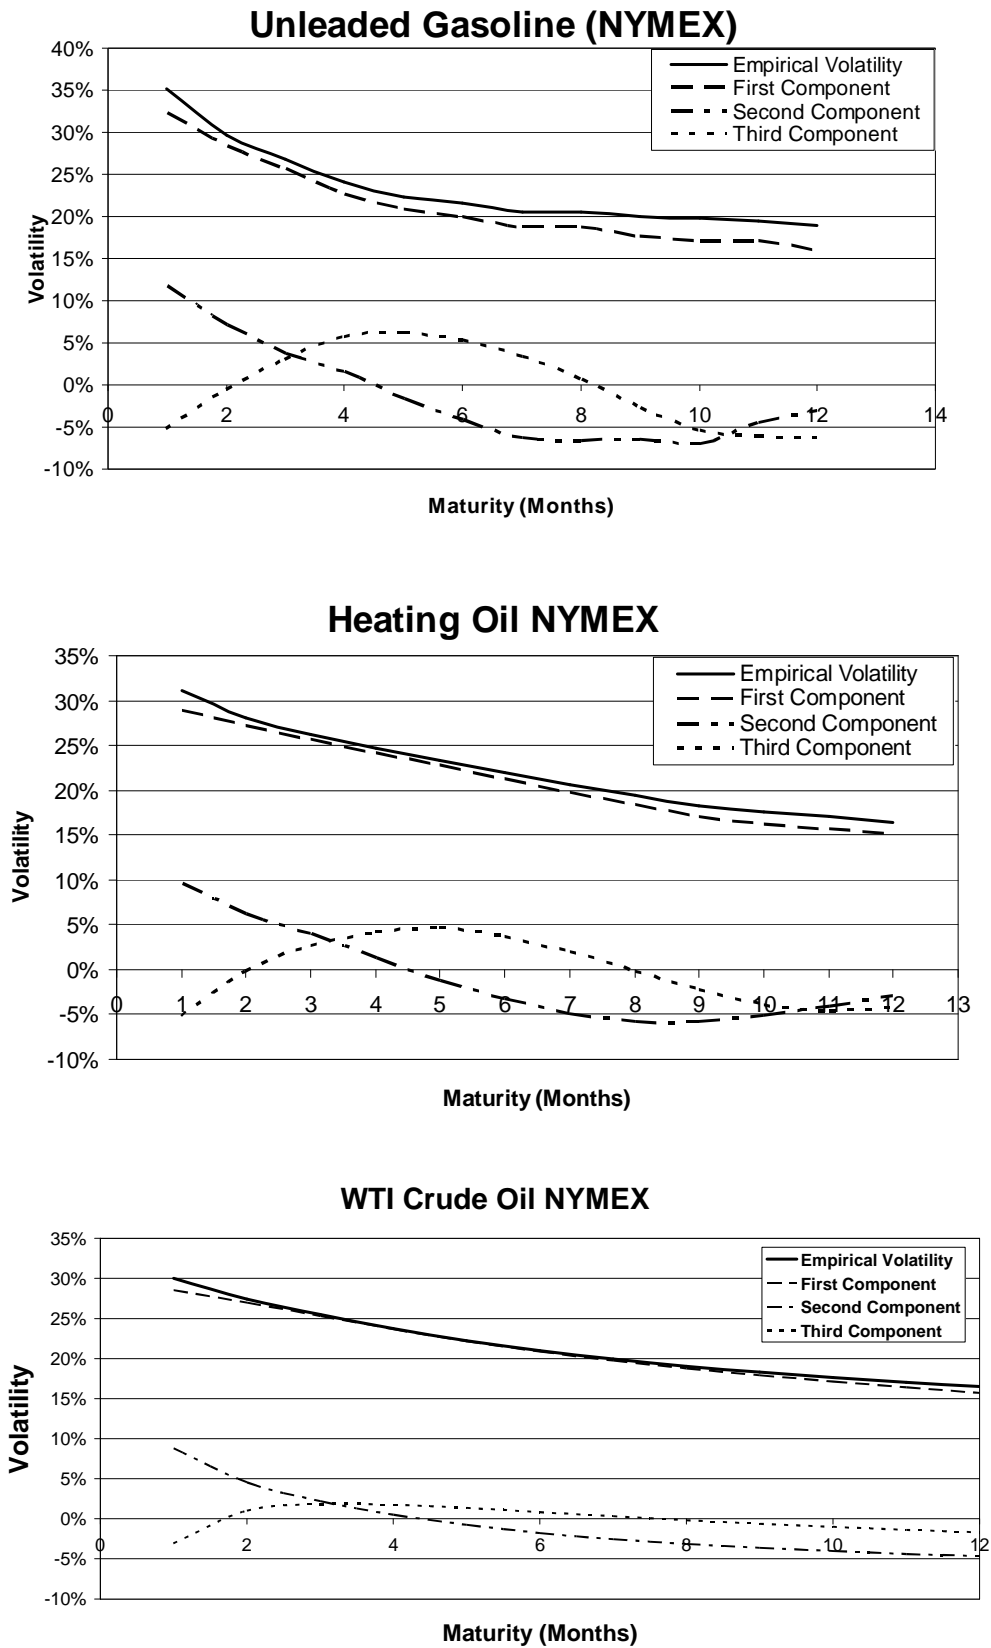 Unleaded Gasoline (NYMEX)
40%
35%
30%
25%
20%
15%
10%
5%
0%
-5%
-10%
Volatility
Empirical Volatility
First Component
Second Component
Third Component
0 2 4 6 8 10 12 14
Maturity (Months)
Heating Oil NYMEX
35%
30%
25%
20%
15%
10%
5%
0%
-5%
-10%
Volatility
Empirical Volatility
First Component
Second Component
Third Component
0 1 2 3 4 5 6 7 8 9 10 11 12 13
Maturity (Months)
WTI Crude Oil NYMEX
35%
30%
25%
20%
15%
10%
5%
0%
-5%
-10%
Volatility
Empirical Volatility
First Component
Second Component
Third Component
0 2 4 6 8 10 12
Maturity (Months)